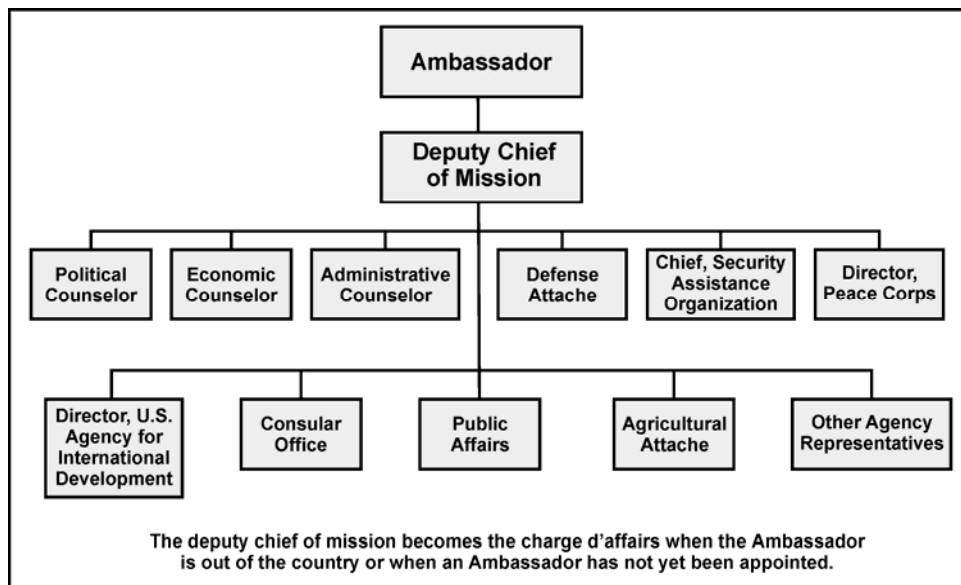 Ambassador
Deputy Chief
of Mission
Political
Counselor
Economic
Counselor
Administrative
Counselor
Defense
Attache
Chief, Security
Assistance
Organization
Director,
Peace Corps
Director, U.S.
Agency for
International
Development
Consular
Office
Public
Affairs
Agricultural
Attache
Other Agency
Representatives
The deputy chief of mission becomes the charge d’affairs when the Ambassador
is out of the country or when an Ambassador has not yet been appointed.